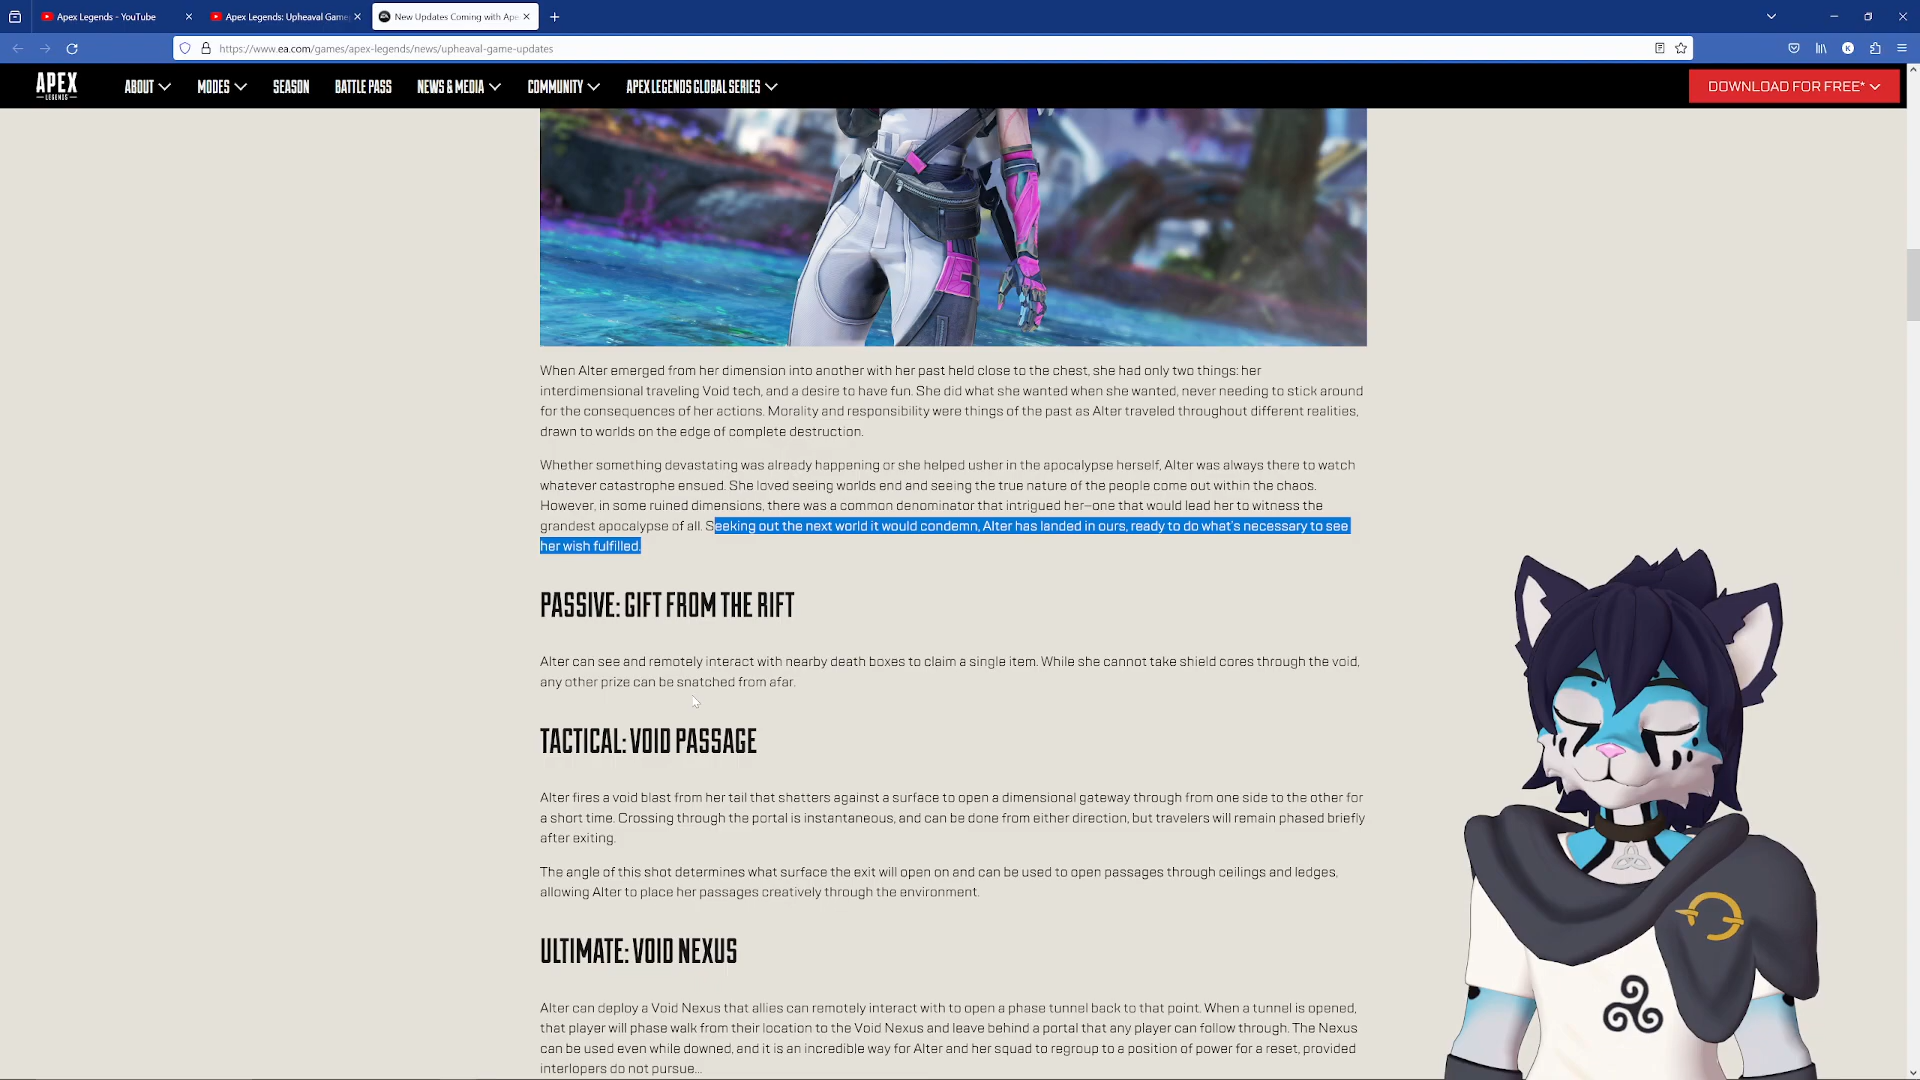 Apex Legends - YouTube
Apex Legends: Upheaval Game
New Updates Coming with Ape
https://www.ea.com/games/apex-legends/news/upheaval-game-updates
APEX
LEGENDS
ABOUT
MODES
SEASON
BATTLE PASS
NEWS & MEDIA
COMMUNITY
APEX LEGENDS GLOBAL SERIES
DOWNLOAD FOR FREE*
When Alter emerged from her dimension into another with her past held close to the chest, she had only two things: her
interdimensional traveling Void tech, and a desire to have fun. She did what she wanted when she wanted, never needing to stick around
for the consequences of her actions. Morality and responsibility were things of the past as Alter traveled throughout different realities,
drawn to worlds on the edge of complete destruction.
Whether something devastating was already happening or she helped usher in the apocalypse herself, Alter was always there to watch
whatever catastrophe ensued. She loved seeing worlds end and seeing the true nature of the people come out within the chaos.
However, in some ruined dimensions, there was a common denominator that intrigued her—one that would lead her to witness the
grandest apocalypse of all. Seeking out the next world it would condemn, Alter has landed in ours, ready to do what's necessary to see
her wish fulfilled.
PASSIVE: GIFT FROM THE RIFT
Alter can see and remotely interact with nearby death boxes to claim a single item. While she cannot take shield cores through the void,
any other prize can be snatched from afar.
TACTICAL: VOID PASSAGE
Alter fires a void blast from her tail that shatters against a surface to open a dimensional gateway through from one side to the other for
a short time. Crossing through the portal is instantaneous, and can be done from either direction, but travelers will remain phased briefly
after exiting.
The angle of this shot determines what surface the exit will open on and can be used to open passages through ceilings and ledges,
allowing Alter to place her passages creatively through the environment.
ULTIMATE: VOID NEXUS
Alter can deploy a Void Nexus that allies can remotely interact with to open a phase tunnel back to that point. When a tunnel is opened,
that player will phase walk from their location to the Void Nexus and leave behind a portal that any player can follow through. The Nexus
can be used even while downed, and it is an incredible way for Alter and her squad to regroup to a position of power for a reset, provided
interlopers do not pursue...